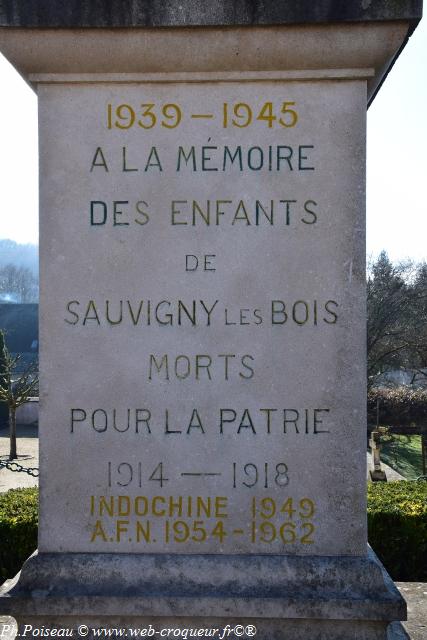 1939 - 1945
A LA MÉMOIRE
DES ENFANTS
DE
SAUVIGNY LES BOIS
MORTS
POUR LA PATRIE
1914 — 1918
INDOCHINE 1949
A.F.N. 1954-1962
Ph.Poiseau ©©© www.web-croqueur.fr©©©